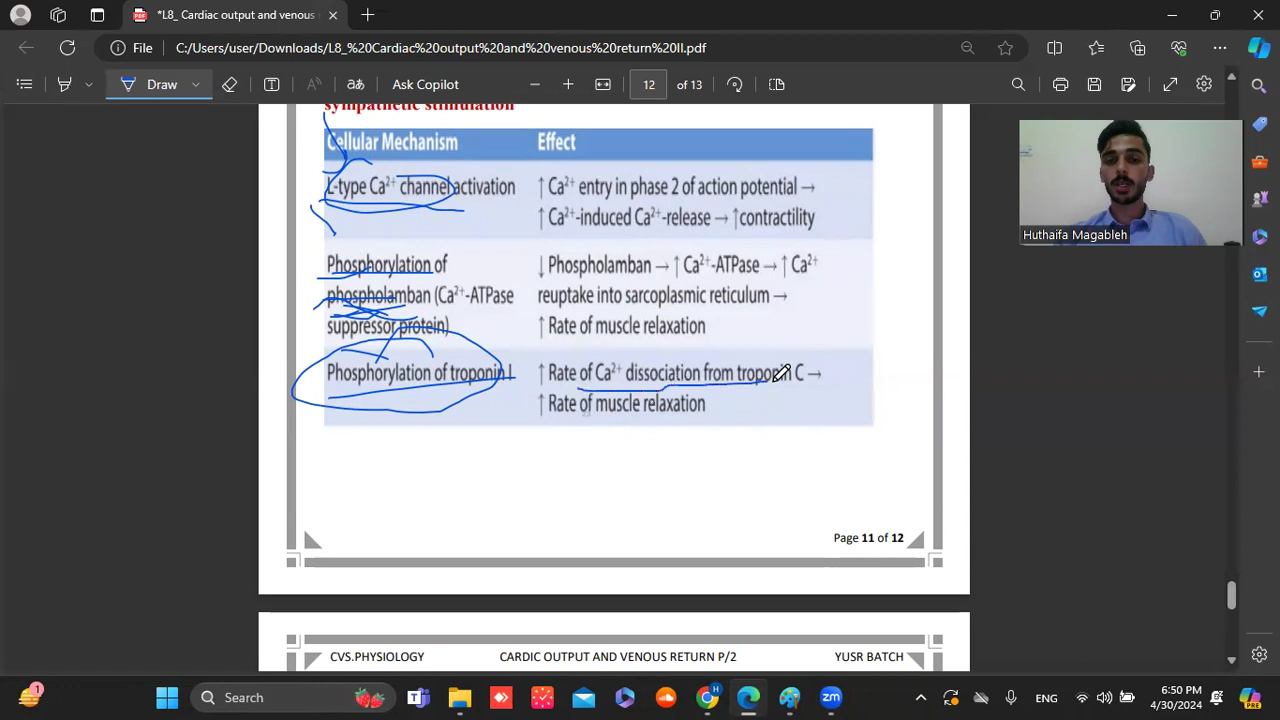 *L8_ Cardiac output and venous r
File
C:/Users/user/Downloads/L8_%20Cardiac%20output%20and%20venous%20return%20II.pdf
Draw
Ask Copilot
12 of 13
sympathetic stimulation
Cellular Mechanism Effect
L-type Ca2+ channel activation
↑ Ca2+ entry in phase 2 of action potential →
↑ Ca2+-induced Ca2+-release → ↑contractility
Phosphorylation of
phospholamban (Ca2+-ATPase
suppressor protein)
↓ Phospholamban → ↑ Ca2+-ATPase → ↑ Ca2+
reuptake into sarcoplasmic reticulum →
↑ Rate of muscle relaxation
Phosphorylation of troponin I
↑ Rate of Ca2+ dissociation from troponin C →
↑ Rate of muscle relaxation
Page 11 of 12
CVS.PHYSIOLOGY CARDIC OUTPUT AND VENOUS RETURN P/2 YUSR BATCH
Huthaifa Magableh
1
Search
ENG
6:50 PM
4/30/2024